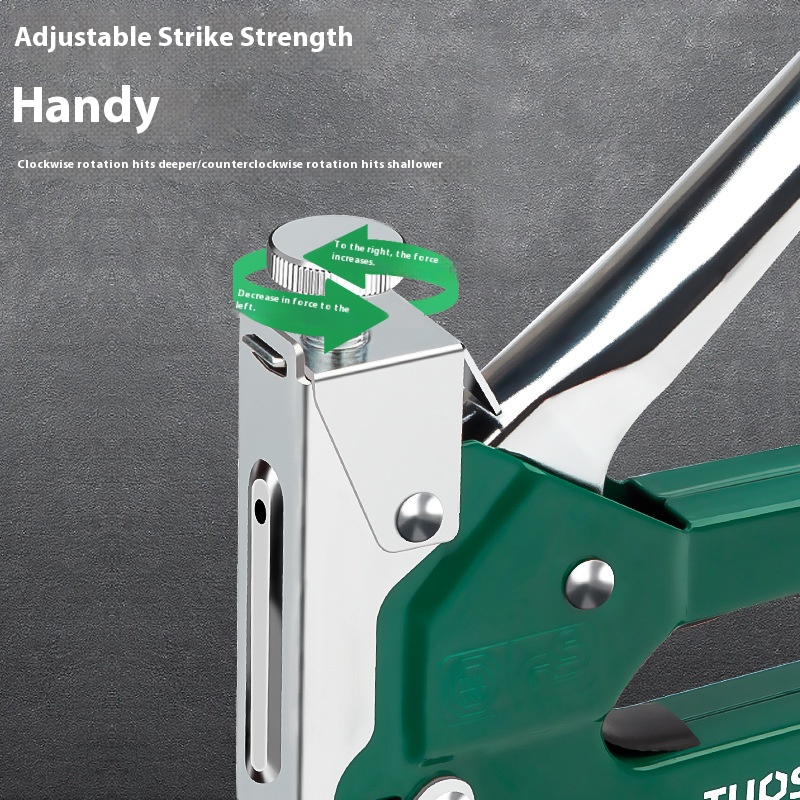 Adjustable Strike Strength
Handy
Clockwise rotation hits deeper/counterclockwise rotation hits shallower
To the right, the force
increases.
Decrease in force to the
left.